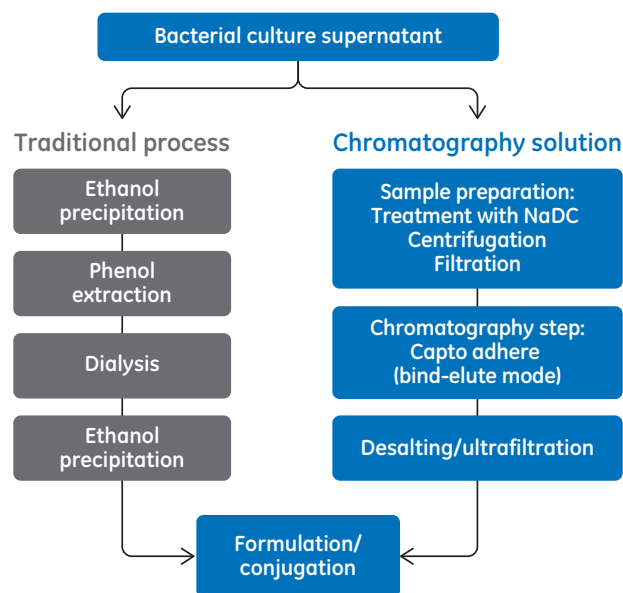 Bacterial culture supernatant
Traditional process
Ethanol
precipitation
Phenol
extraction
Dialysis
Ethanol
precipitation
Chromatography solution
Sample preparation:
Treatment with NaDC
Centrifugation
Filtration
Chromatography step:
Capto adhere
(bind-elute mode)
Desalting/ultrafiltration
Formulation/
conjugation